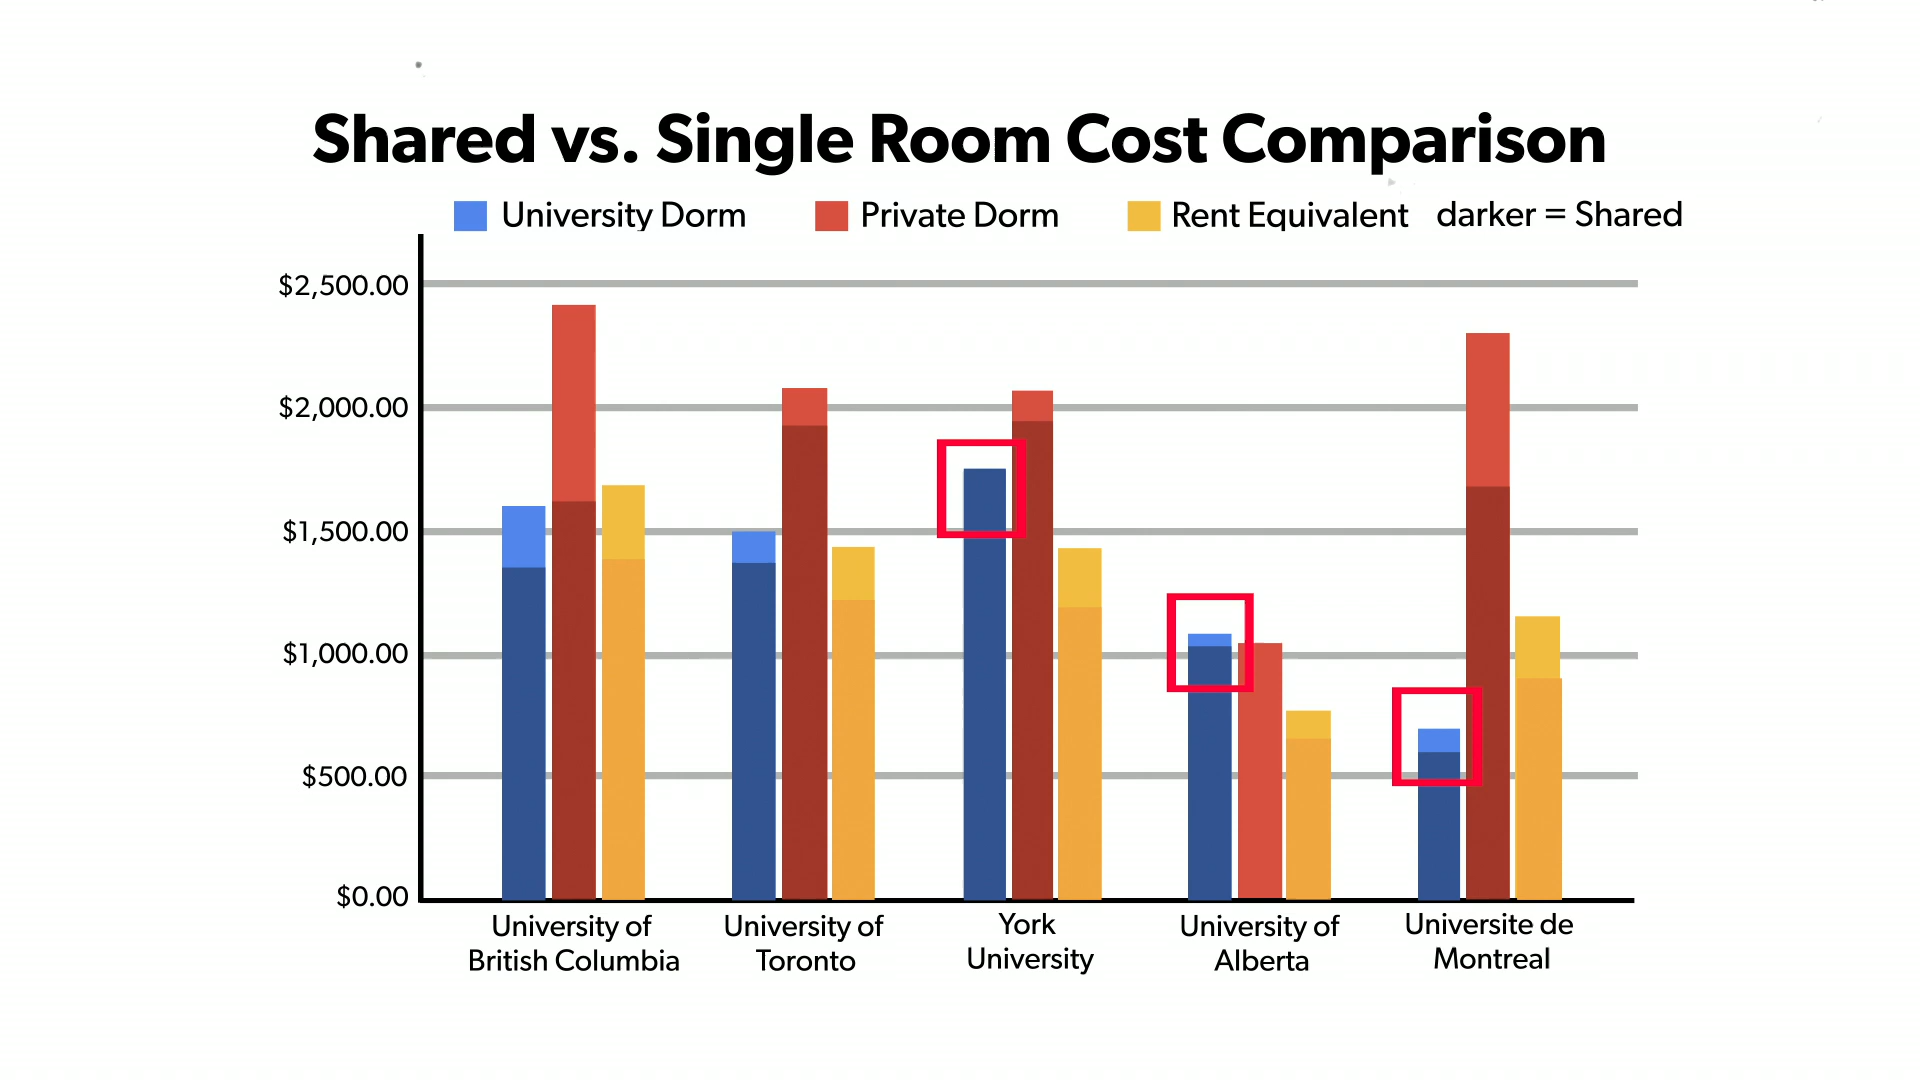 Shared vs. Single Room Cost Comparison
University Dorm
Private Dorm
Rent Equivalent
darker = Shared
$2,500.00
$2,000.00
$1,500.00
$1,000.00
$500.00
$0.00
University of
British Columbia
University of
Toronto
York
University
University of
Alberta
Universite de
Montreal